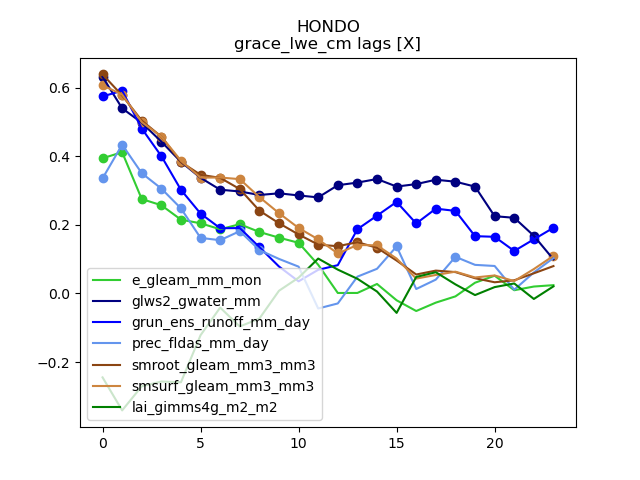 HONDO
grace_lwe_cm lags [X]
0.6
0.4
0.2
0.0
−0.2
e_gleam_mm_mon
glws2_gwater_mm
grun_ens_runoff_mm_day
prec_fldas_mm_day
smroot_gleam_mm3_mm3
smsurf_gleam_mm3_mm3
lai_gimms4g_m2_m2
0 5 10 15 20